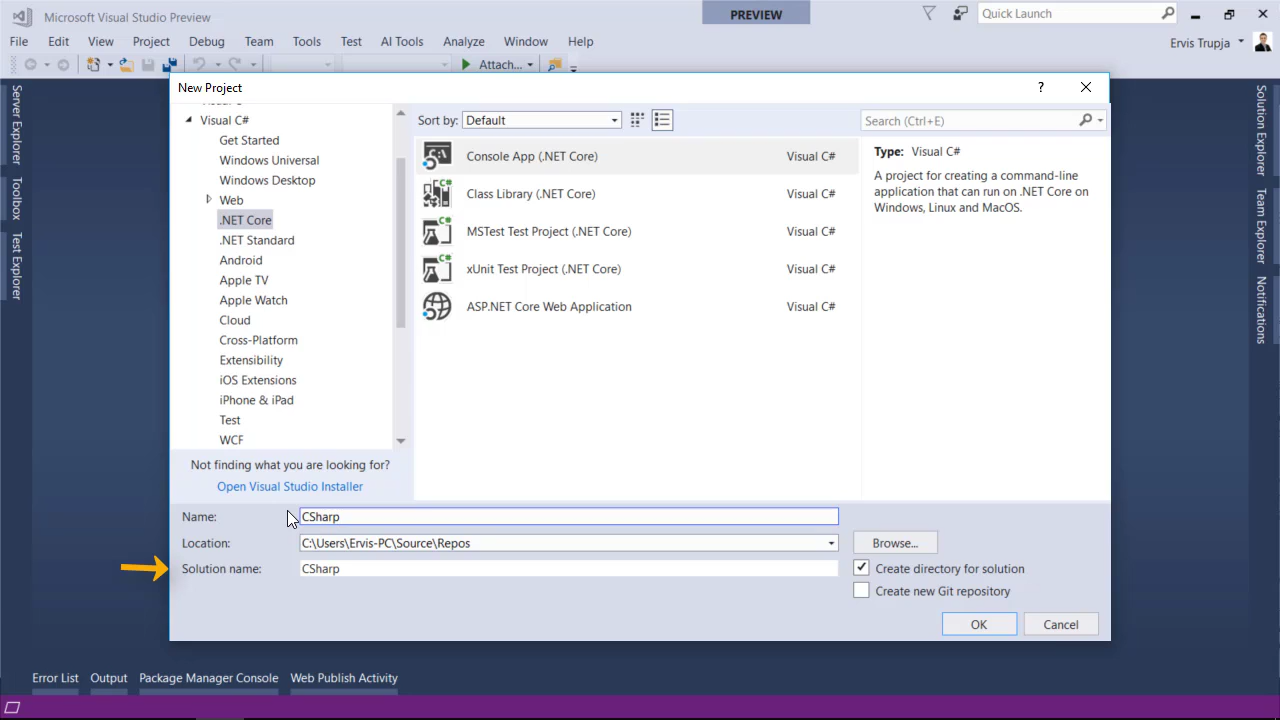 Microsoft Visual Studio Preview
PREVIEW
Quick Launch
File Edit View Project Debug Team Tools Test AI Tools Analyze Window Help
Ervis Trupja
Attach...
Server Explorer
Toolbox
Test Explorer
Solution Explorer
Team Explorer
Notifications
New Project
?
Visual C#
Get Started
Windows Universal
Windows Desktop
Web
.NET Core
.NET Standard
Android
Apple TV
Apple Watch
Cloud
Cross-Platform
Extensibility
iOS Extensions
iPhone & iPad
Test
WCF
Not finding what you are looking for?
Open Visual Studio Installer
Sort by: Default
Console App (.NET Core) Visual C#
Class Library (.NET Core) Visual C#
MSTest Test Project (.NET Core) Visual C#
xUnit Test Project (.NET Core) Visual C#
ASP.NET Core Web Application Visual C#
Search (Ctrl+E)
Type: Visual C#
A project for creating a command-line
application that can run on .NET Core on
Windows, Linux and MacOS.
Name: CSharp
Location: C:\Users\Ervis-PC\Source\Repos Browse...
Solution name: CSharp Create directory for solution
Create new Git repository
OK Cancel
Error List Output Package Manager Console Web Publish Activity